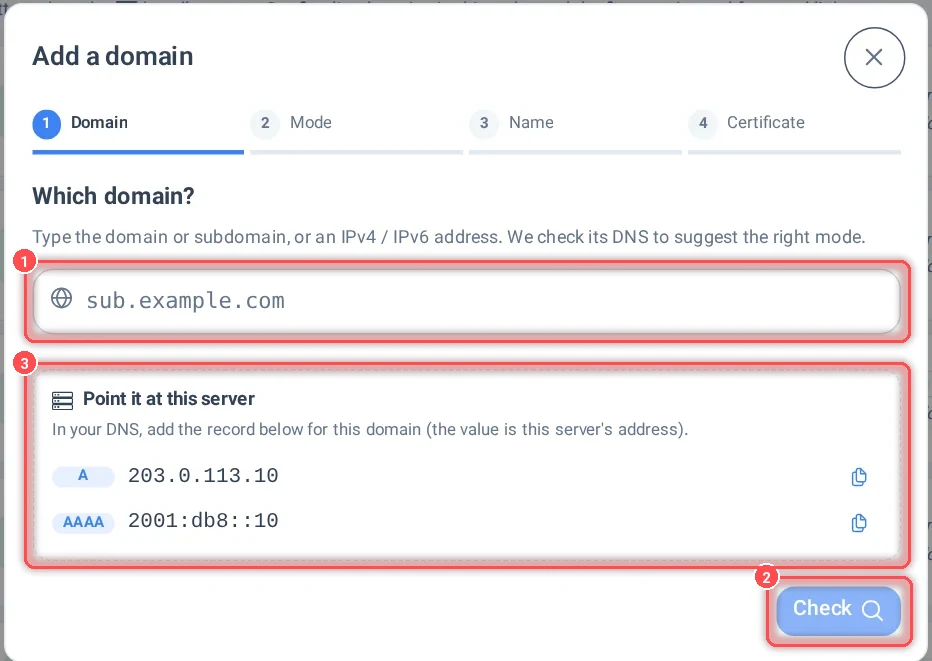 Add a domain
1 Domain
2 Mode
3 Name
4 Certificate
Which domain?
Type the domain or subdomain, or an IPv4 / IPv6 address. We check its DNS to suggest the right mode.
1
sub.example.com
3
Point it at this server
In your DNS, add the record below for this domain (the value is this server's address).
A 203.0.113.10
AAAA 2001:db8::10
2
Check